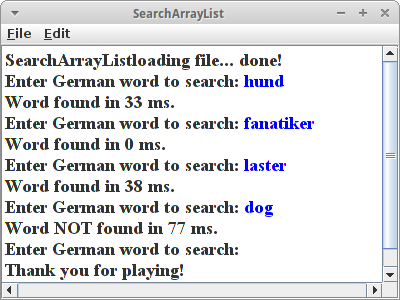 SearchArrayList
File Edit
SearchArrayListloading file... done!
Enter German word to search: hund
Word found in 33 ms.
Enter German word to search: fanatiker
Word found in 0 ms.
Enter German word to search: laster
Word found in 38 ms.
Enter German word to search: dog
Word NOT found in 77 ms.
Enter German word to search:
Thank you for playing!